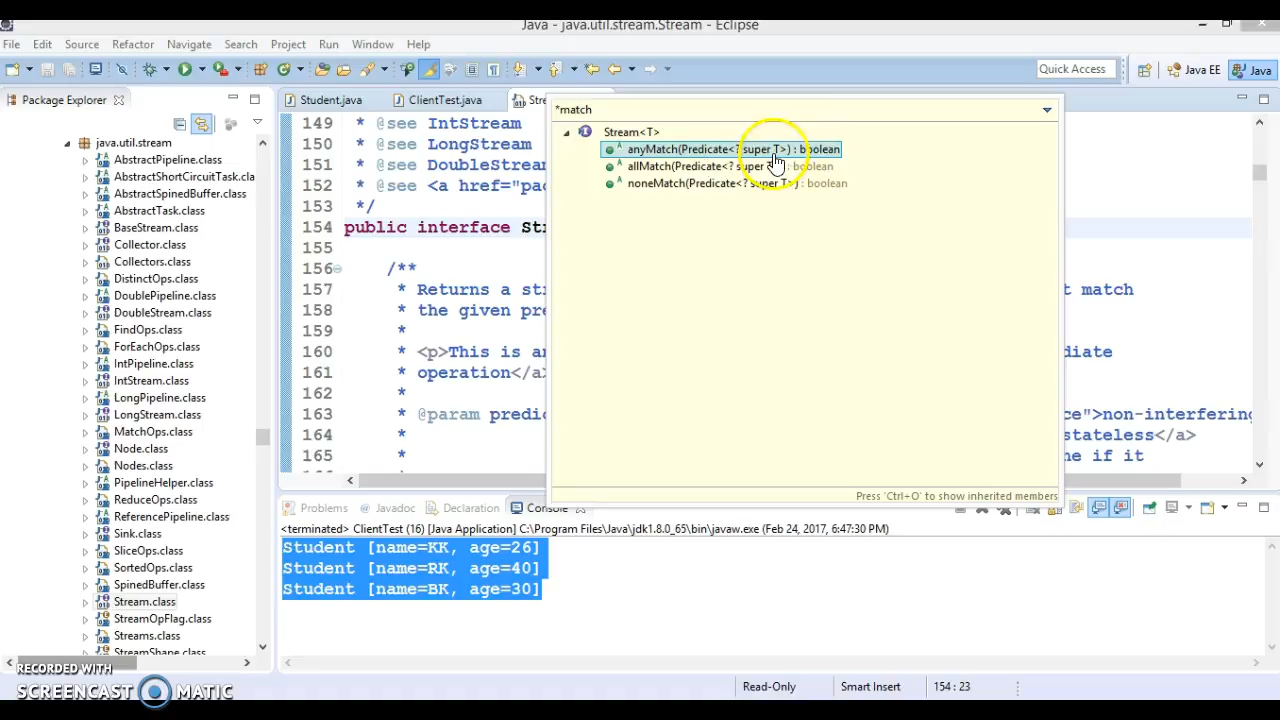 Java - java.util.stream.Stream - Eclipse
File Edit Source Refactor Navigate Search Project Run Window Help
Quick Access
Java EE
Java
Package Explorer
java.util.stream
AbstractPipeline.class
AbstractShortCircuitTask.cla
AbstractSpinedBuffer.class
AbstractTask.class
BaseStream.class
Collector.class
Collectors.class
DistinctOps.class
DoublePipeline.class
DoubleStream.class
FindOps.class
ForEachOps.class
IntPipeline.class
IntStream.class
LongPipeline.class
LongStream.class
MatchOps.class
Node.class
Nodes.class
PipelineHelper.class
ReduceOps.class
ReferencePipeline.class
Sink.class
SliceOps.class
SortedOps.class
SpinedBuffer.class
Stream.class
StreamOpFlag.class
Streams.class
StreamShape.class
Student.java
ClientTest.java
Stre
149 * @see IntStream
150 * @see LongStream
151 * @see DoubleStream
152 * @see <a href="pac
153 */
154 public interface Str
155
156 /**
157 * Returns a str t match
158 * the given pre
159 *
160 * <p>This is an diate
161 * operation</a>
162 *
163 * @param predic ce">non-interfering
164 * stateless</a>
165 * e if it
*match
Stream<T>
anyMatch(Predicate<? super T>) : boolean
allMatch(Predicate<? super T>) : boolean
noneMatch(Predicate<? super T>) : boolean
Press 'Ctrl+O' to show inherited members
Problems
Javadoc
Declaration
Console
<terminated> ClientTest (16) [Java Application] C:\Program Files\Java\jdk1.8.0_65\bin\javaw.exe (Feb 24, 2017, 6:47:30 PM)
Student [name=KK, age=26]
Student [name=RK, age=40]
Student [name=BK, age=30]
RECORDED WITH
SCREENCAST MATIC
Read-Only
Smart Insert
154 : 23